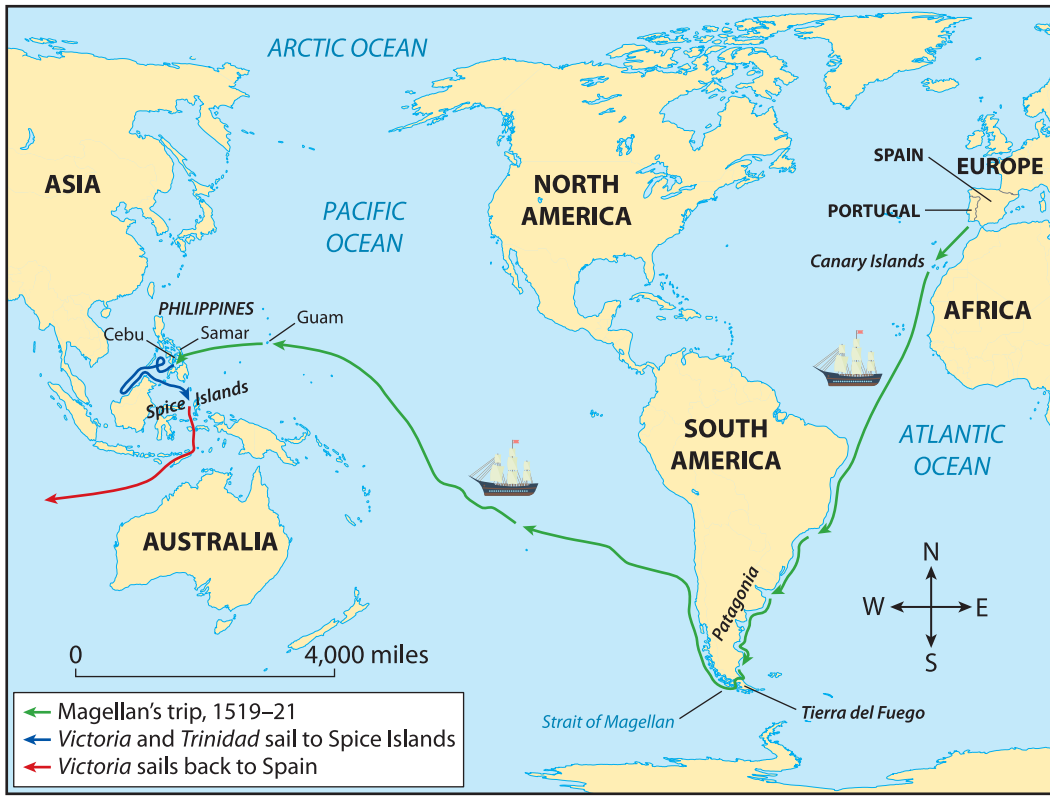 ARCTIC OCEAN
ASIA
NORTH
AMERICA
SPAIN
EUROPE
PORTUGAL
PACIFIC
OCEAN
Canary Islands
AFRICA
PHILIPPINES
Cebu
Samar
Guam
Spice Islands
SOUTH
AMERICA
ATLANTIC
OCEAN
AUSTRALIA
Patagonia
N
W
E
S
0
4,000 miles
Strait of Magellan
Tierra del Fuego
Magellan's trip, 1519–21
Victoria and Trinidad sail to Spice Islands
Victoria sails back to Spain